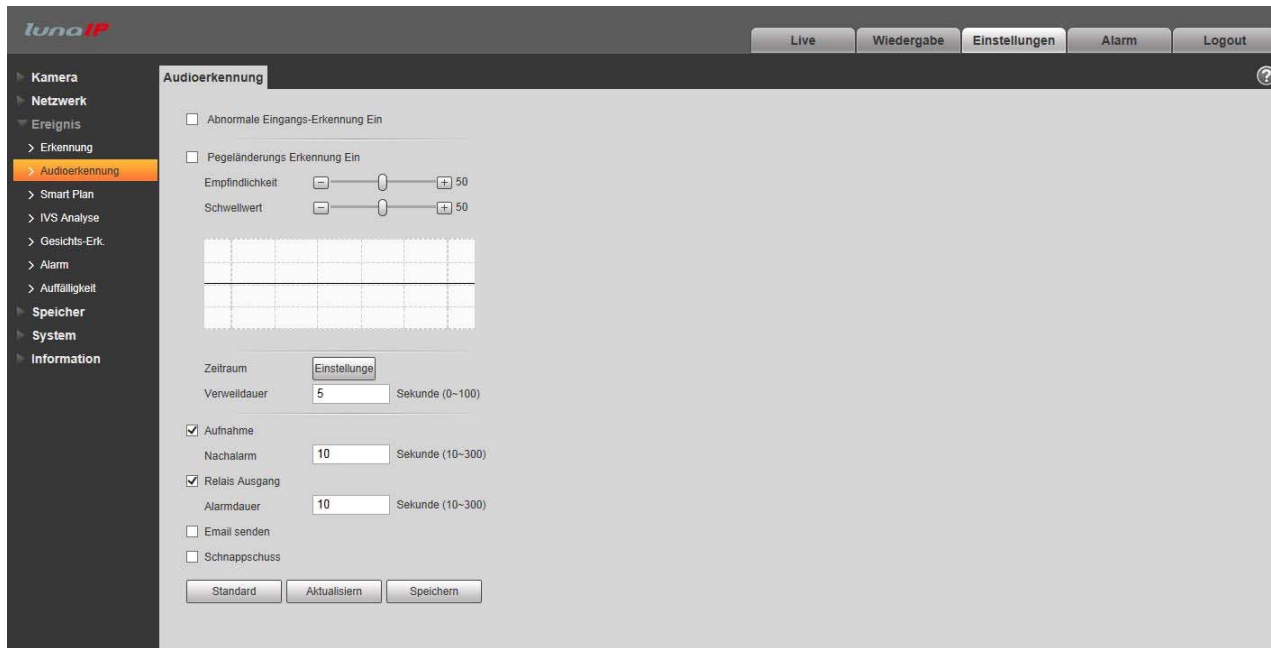 lunaIP
Live Wiedergabe Einstellungen Alarm Logout
Kamera
Netzwerk
Ereignis
Erkennung
Audioerkennung
Smart Plan
IVS Analyse
Gesichts-Erk.
Alarm
Auffälligkeit
Speicher
System
Information
Audioerkennung
?
Abnormale Eingangs-Erkennung Ein
Pegeländerungs Erkennung Ein
Empfindlichkeit 50
Schwellwert 50
Zeitraum Einstellunge
Verweildauer 5 Sekunde (0~100)
Aufnahme
Nachalarm 10 Sekunde (10~300)
Relais Ausgang
Alarmdauer 10 Sekunde (10~300)
Email senden
Schnappschuss
Standard Aktualisiern Speichern